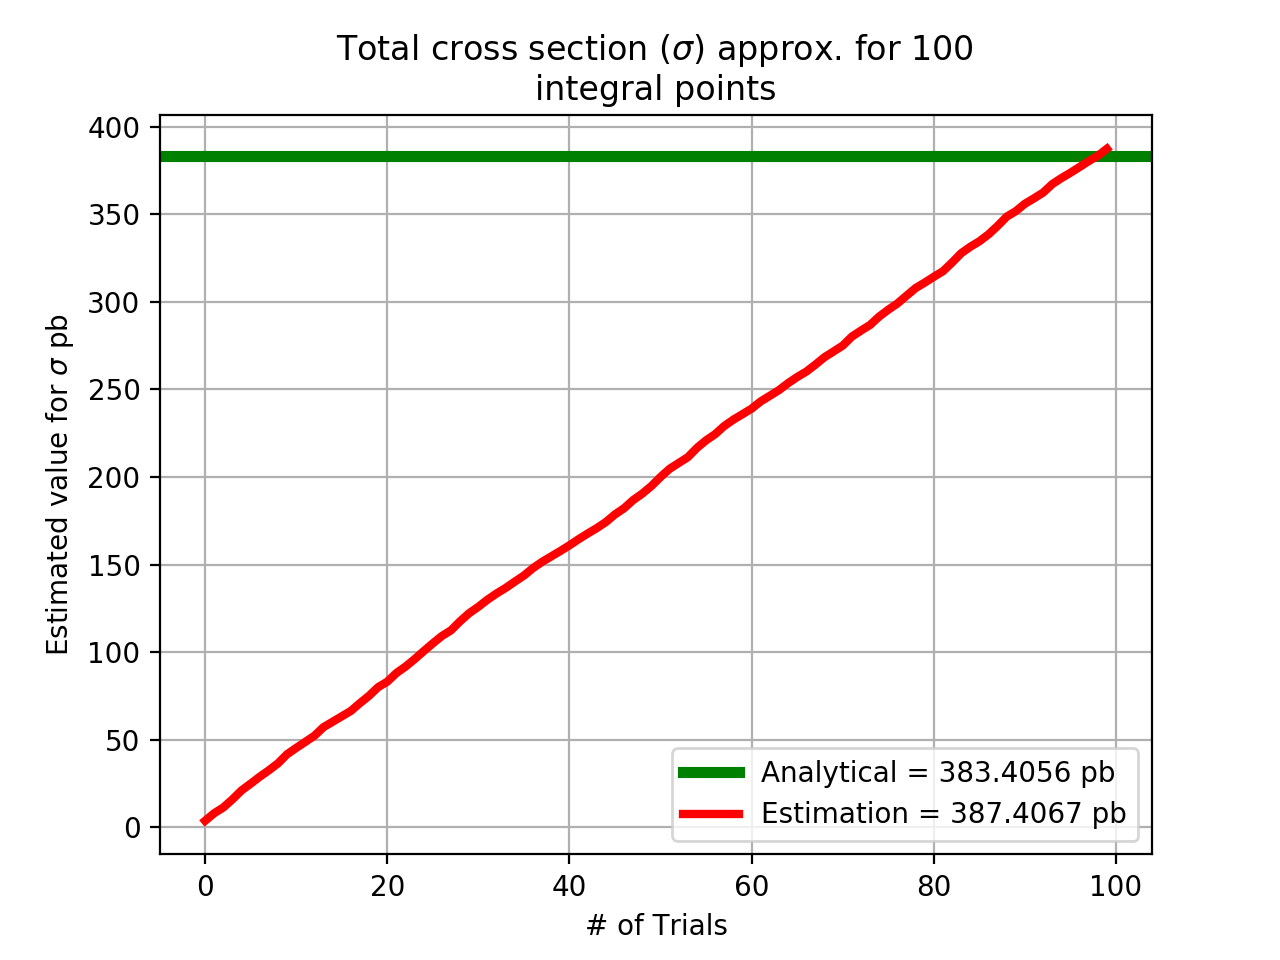 Total cross section (σ) approx. for 100
integral points
Estimated value for σ pb
400
350
300
250
200
150
100
50
0
Analytical = 383.4056 pb
Estimation = 387.4067 pb
0 20 40 60 80 100
# of Trials